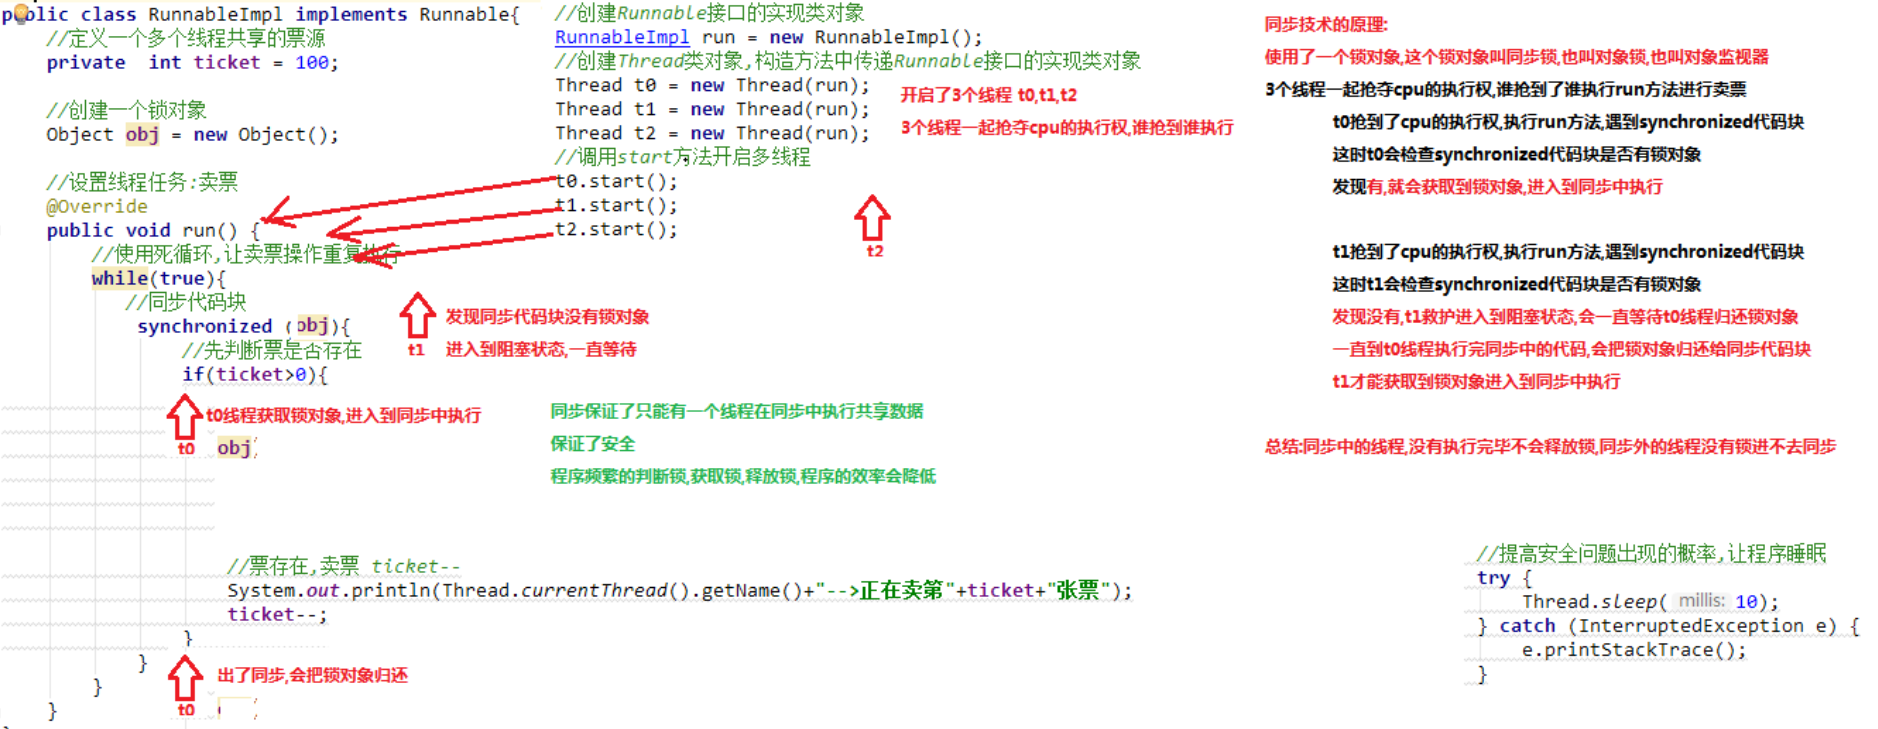 public class RunnableImpl implements Runnable{
//定义一个多个线程共享的票源
private  int ticket = 100;
//创建一个锁对象
Object obj = new Object();
//设置线程任务:卖票
@Override
public void run() {
//使用死循环,让卖票操作重复执行
while(true){
//同步代码块
synchronized (obj){
//先判断票是否存在
if(ticket>0){
t0线程获取锁对象,进入到同步中执行
t0
obj
//票存在,卖票 ticket--
System.out.println(Thread.currentThread().getName()+"-->正在卖第"+ticket+"张票");
ticket--;
}
}
出了同步,会把锁对象归还
}
t0
}
//创建Runnable接口的实现类对象
RunnableImpl run = new RunnableImpl();
//创建Thread类对象,构造方法中传递Runnable接口的实现类对象
Thread t0 = new Thread(run);
Thread t1 = new Thread(run);
Thread t2 = new Thread(run);
//调用start方法开启多线程
t0.start();
t1.start();
t2.start();
开启了3个线程 t0,t1,t2
3个线程一起抢夺cpu的执行权,谁抢到谁执行
t2
发现同步代码块没有锁对象
t1
进入到阻塞状态,一直等待
同步保证了只能有一个线程在同步中执行共享数据
保证了安全
程序频繁的判断锁,获取锁,释放锁,程序的效率会降低
同步技术的原理:
使用了一个锁对象,这个锁对象叫同步锁,也叫对象锁,也叫对象监视器
3个线程一起抢夺cpu的执行权,谁抢到了谁执行run方法进行卖票
t0抢到了cpu的执行权,执行run方法,遇到synchronized代码块
这时t0会检查synchronized代码块是否有锁对象
发现有,就会获取到锁对象,进入到同步中执行
t1抢到了cpu的执行权,执行run方法,遇到synchronized代码块
这时t1会检查synchronized代码块是否有锁对象
发现没有,t1救护进入到阻塞状态,会一直等待t0线程归还锁对象
一直到t0线程执行完同步中的代码,会把锁对象归还给同步代码块
t1才能获取到锁对象进入到同步中执行
总结:同步中的线程,没有执行完毕不会释放锁,同步外的线程没有锁进不去同步
//提高安全问题出现的概率,让程序睡眠
try {
Thread.sleep( millis: 10);
} catch (InterruptedException e) {
e.printStackTrace();
}